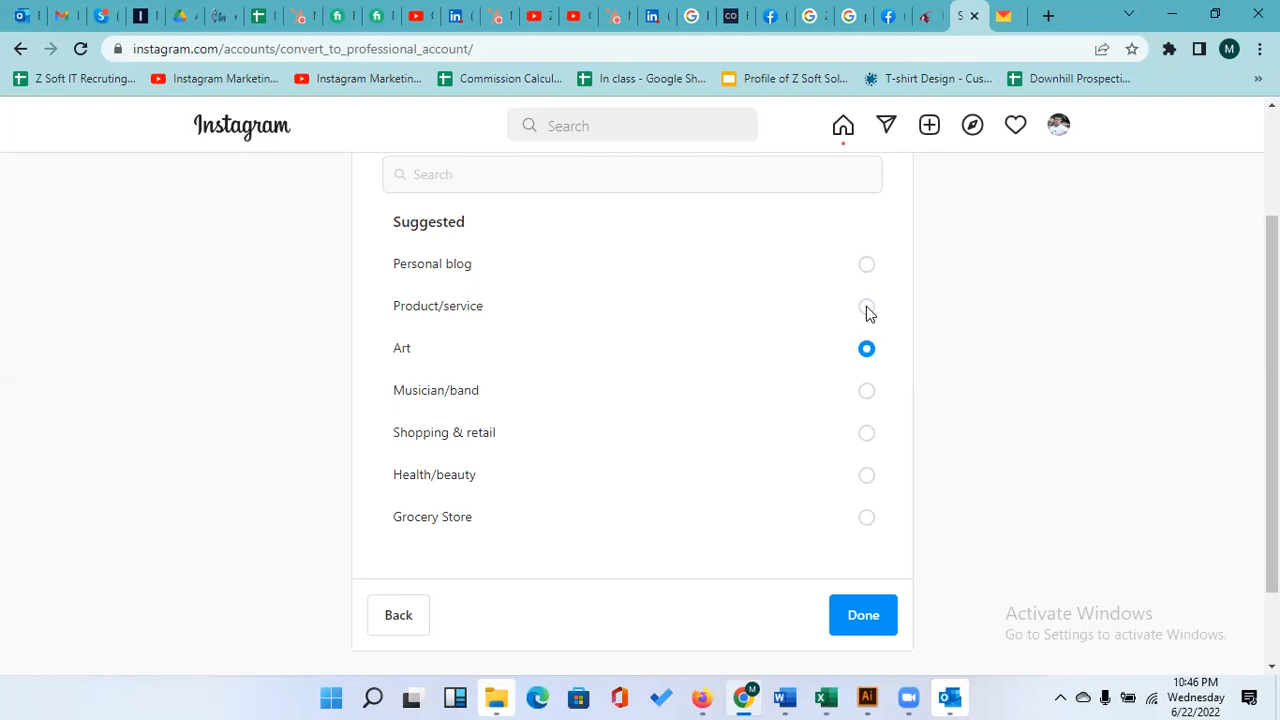 instagram.com/accounts/convert_to_professional_account/
M
Z Soft IT Recruting...
Instagram Marketin...
Instagram Marketin...
Commission Calcul...
In class - Google Sh...
Profile of Z Soft Sol...
T-shirt Design - Cus...
Downhill Prospecti...
»
Instagram
Search
Search
Suggested
Personal blog
Product/service
Art
Musician/band
Shopping & retail
Health/beauty
Grocery Store
Back
Done
Activate Windows
Go to Settings to activate Windows.
10:46 PM
Wednesday
6/22/2022